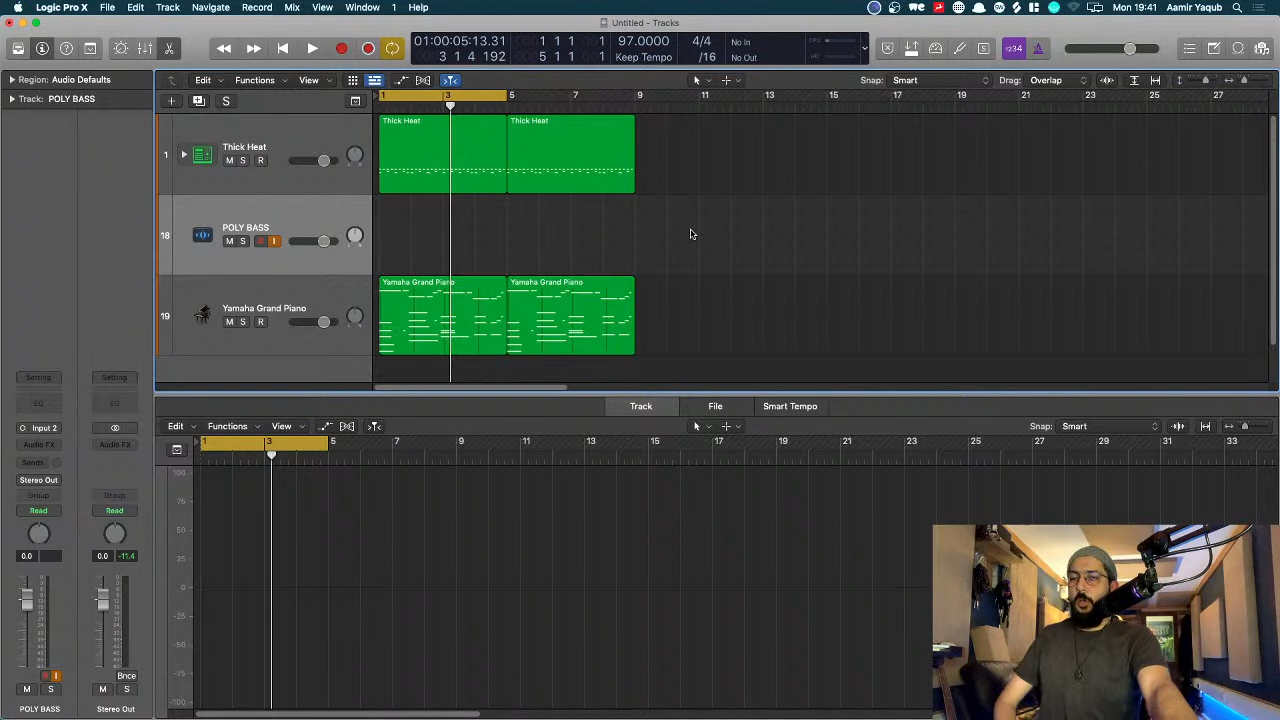 Logic Pro X File Edit Track Navigate Record Mix View Window 1 Help Mon 19:41 Aamir Yaqub
Untitled - Tracks
01:00:05:13.31 1 1 1 1 97.0000 4/4 No In CPU
3 1 4 192 5 1 1 1 Keep Tempo /16 No Out HD
1234
Region: Audio Defaults Edit Functions View Snap: Smart Drag: Overlap
Track: POLY BASS S 1 3 5 7 9 11 13 15 17 19 21 23 25 27
1 Thick Heat M S R Thick Heat Thick Heat
18 POLY BASS M S R I
19 Yamaha Grand Piano M S R Yamaha Grand Piano Yamaha Grand Piano
Setting Setting
EQ EQ
Input 2
Audio FX Audio FX
Sends
Stereo Out
Group Group
Read Read
0.0 0.0 -11.4
R I Bnce
M S M S
POLY BASS Stereo Out
Track File Smart Tempo
Edit Functions View Snap: Smart
1 3 5 7 9 11 13 15 17 19 21 23 25 27 29 31 33
100
75
50
25
0
-25
-50
-75
-100